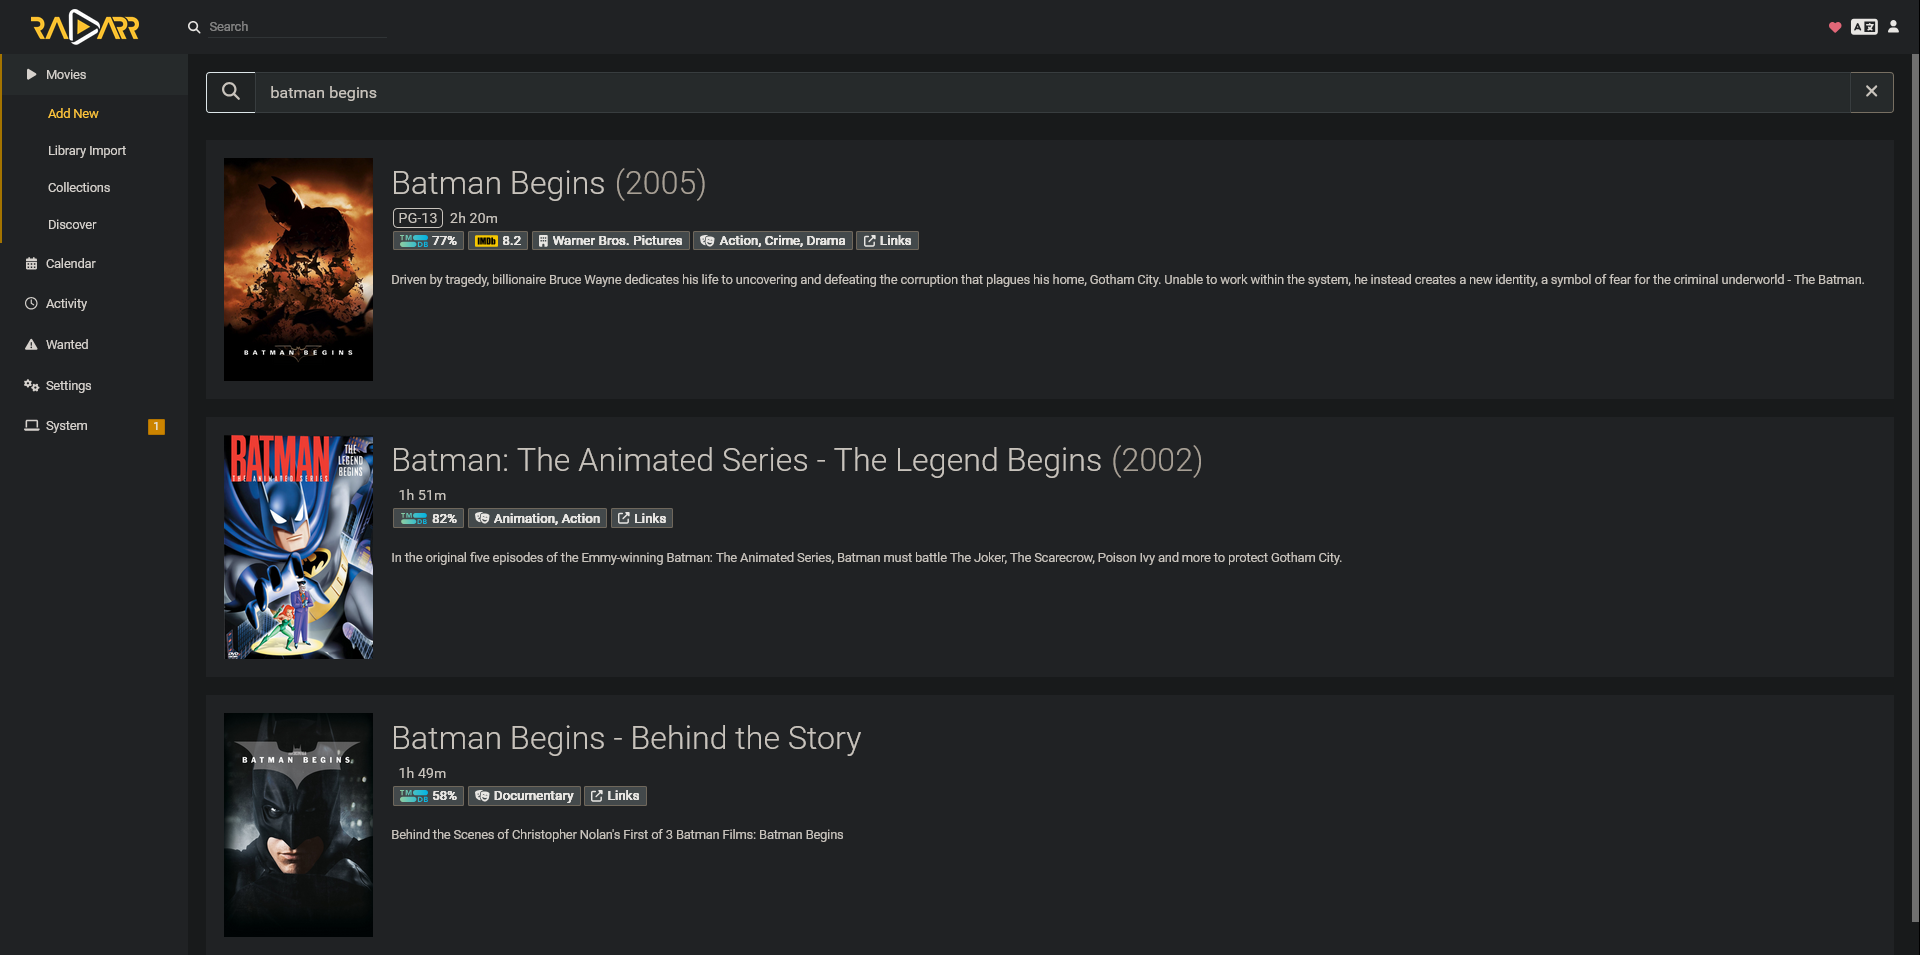 RADARR
Search
Movies
Add New
Library Import
Collections
Discover
Calendar
Activity
Wanted
Settings
System 1
batman begins
BATMAN BEGINS
Batman Begins (2005)
PG-13 2h 20m
TMDB 77% IMDb 8.2 Warner Bros. Pictures Action, Crime, Drama Links
Driven by tragedy, billionaire Bruce Wayne dedicates his life to uncovering and defeating the corruption that plagues his home, Gotham City. Unable to work within the system, he instead creates a new identity, a symbol of fear for the criminal underworld - The Batman.
BATMAN
THE ANIMATED SERIES
THE
LEGEND
BEGINS
DVD
Batman: The Animated Series - The Legend Begins (2002)
1h 51m
TMDB 82% Animation, Action Links
In the original five episodes of the Emmy-winning Batman: The Animated Series, Batman must battle The Joker, The Scarecrow, Poison Ivy and more to protect Gotham City.
BATMAN BEGINS
Batman Begins - Behind the Story
1h 49m
TMDB 58% Documentary Links
Behind the Scenes of Christopher Nolan's First of 3 Batman Films: Batman Begins